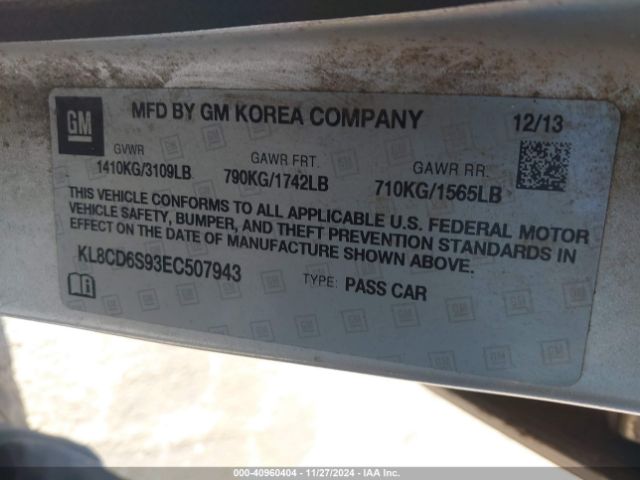 GM
MFD BY GM KOREA COMPANY 12/13
GVWR GAWR FRT. GAWR RR.
1410KG/3109LB 790KG/1742LB 710KG/1565LB
THIS VEHICLE CONFORMS TO ALL APPLICABLE U.S. FEDERAL MOTOR
VEHICLE SAFETY, BUMPER, AND THEFT PREVENTION STANDARDS IN
EFFECT ON THE DATE OF MANUFACTURE SHOWN ABOVE.
KL8CD6S93EC507943 TYPE: PASS CAR
000-40960404 | 11/27/2024 | IAA Inc.